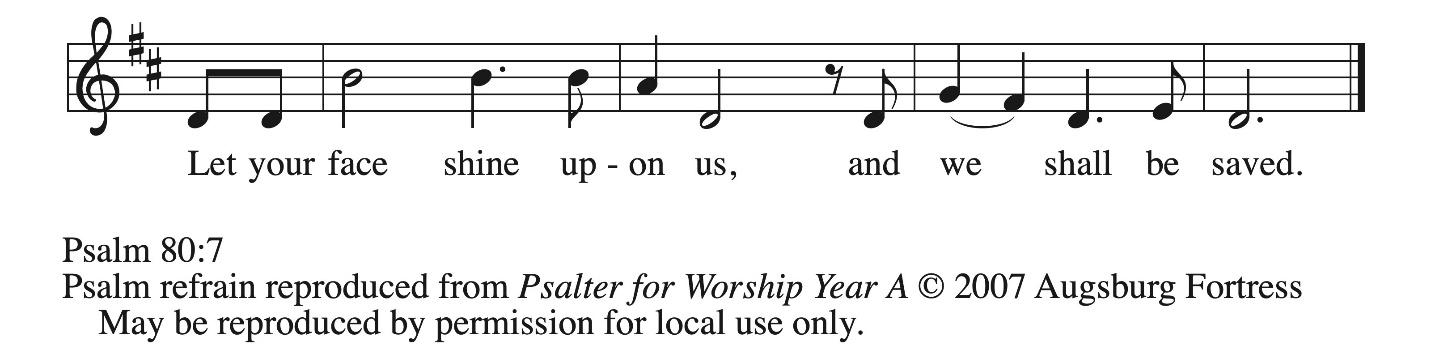 Let your face shine up - on us, and we shall be saved.
Psalm 80:7
Psalm refrain reproduced from Psalter for Worship Year A © 2007 Augsburg Fortress
May be reproduced by permission for local use only.